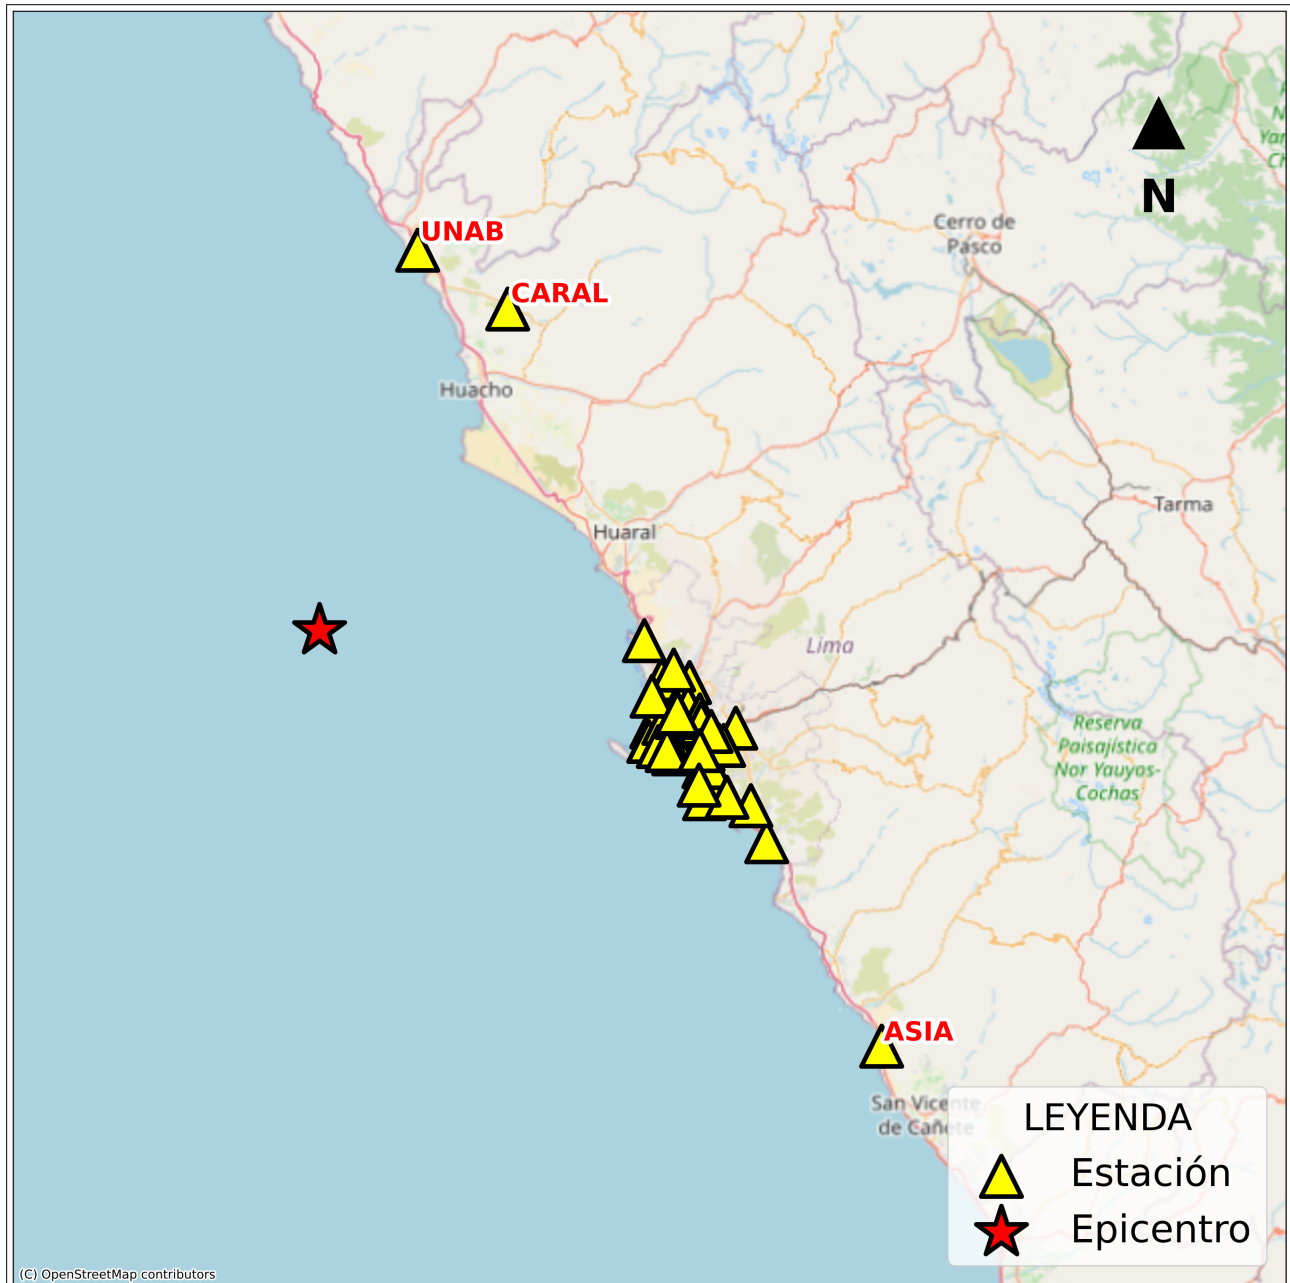 UNAB
CARAL
Huacho
Huaral
Cerro de
Pasco
N
Tarma
Lima
Reserva
Paisajística
Nor Yauyos-
Cochas
ASIA
San Vicente
de Cañete
LEYENDA
Estación
Epicentro
(C) OpenStreetMap contributors